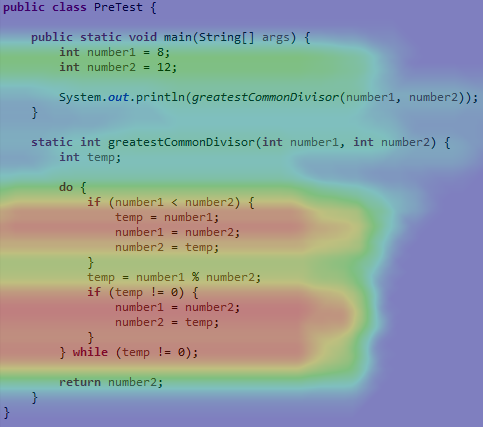 public class PreTest {
public static void main(String[] args) {
int number1 = 8;
int number2 = 12;
System.out.println(greatestCommonDivisor(number1, number2));
}
static int greatestCommonDivisor(int number1, int number2) {
int temp;
do {
if (number1 < number2) {
temp = number1;
number1 = number2;
number2 = temp;
}
temp = number1 % number2;
if (temp != 0) {
number1 = number2;
number2 = temp;
}
} while (temp != 0);
return number2;
}
}